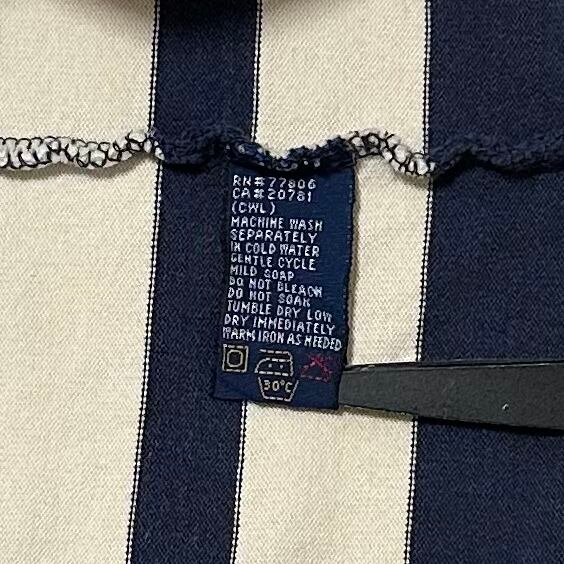 RN#77806
CA#20781
(CWL)
MACHINE WASH
SEPARATELY
IN COLD WATER
GENTLE CYCLE
MILD SOAP
DO NOT BLEACH
DO NOT SOAK
TUMBLE DRY LOW
DRY IMMEDIATELY
WARM IRON AS NEEDED
30°C